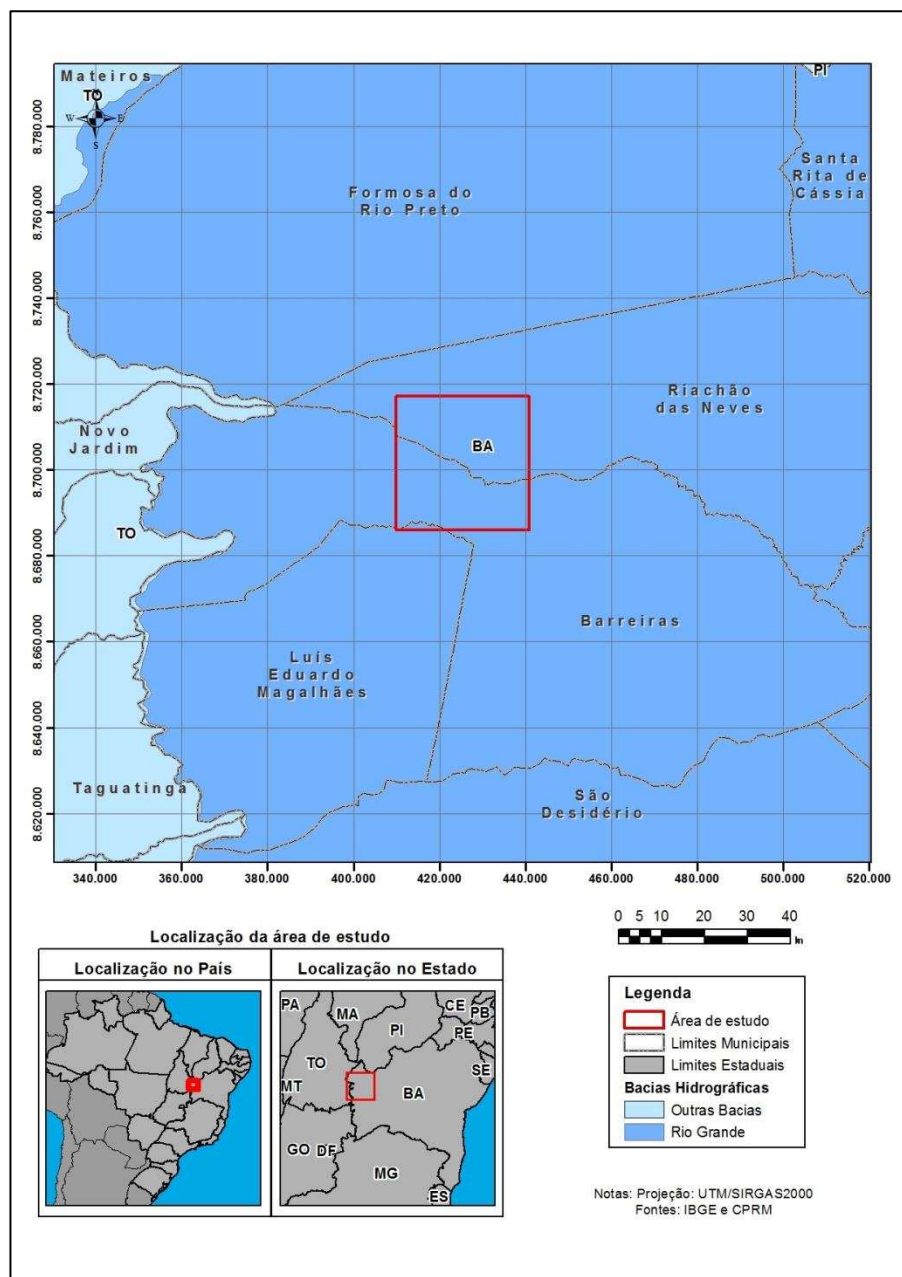 Mateiros
TO
N
W
E
S
PI
Formosa do
Rio Preto
Santa
Rita de
Cássia
Riachão
das Neves
Novo
Jardim
BA
TO
Barreiras
Luís
Eduardo
Magalhães
Taguatinga
São
Desidério
8.780.000
8.760.000
8.740.000
8.720.000
8.700.000
8.680.000
8.660.000
8.640.000
8.620.000
340.000 360.000 380.000 400.000 420.000 440.000 460.000 480.000 500.000 520.000
0 5 10 20 30 40
Localização da área de estudo
Localização no País
Localização no Estado
PA
MA
CE
PB
PI
PE
TO
SE
MT
BA
GO
DF
MG
ES
Legenda
Área de estudo
Limites Municipais
Limites Estaduais
Bacias Hidrográficas
Outras Bacias
Rio Grande
Notas: Projeção: UTM/SIRGAS2000
Fontes: IBGE e CPRM